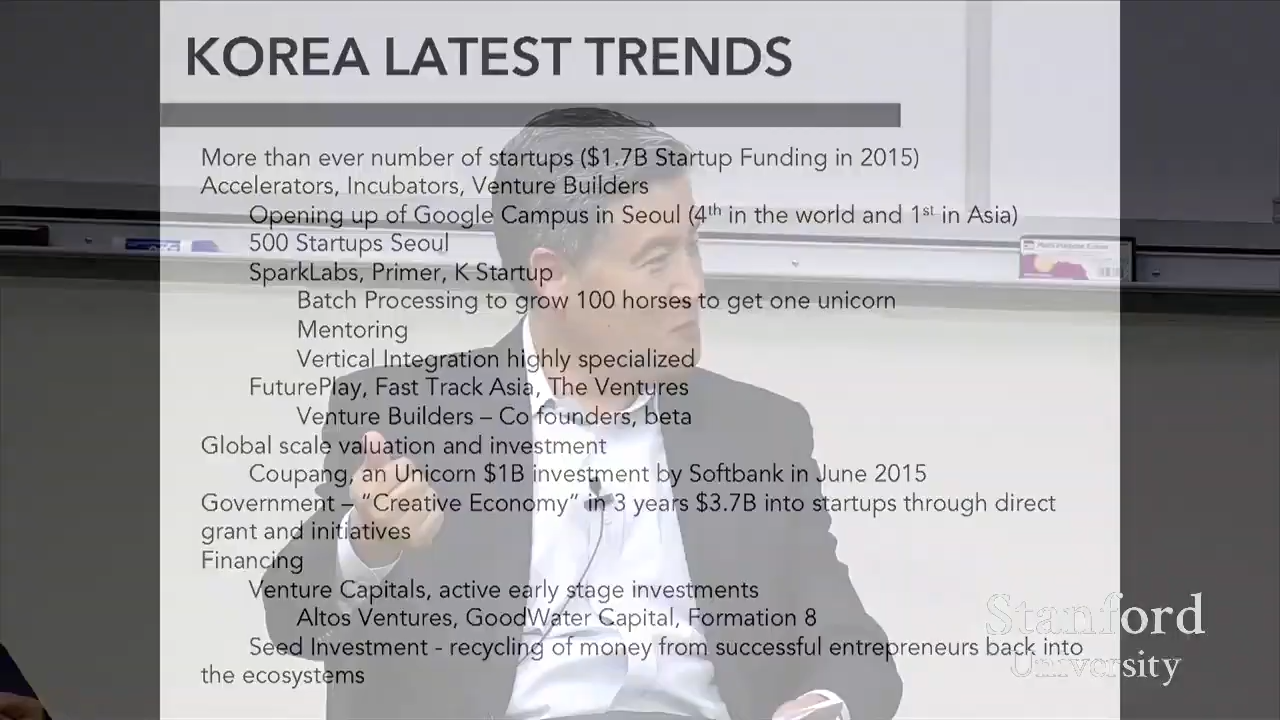 KOREA LATEST TRENDS
More than ever number of startups ($1.7B Startup Funding in 2015)
Accelerators, Incubators, Venture Builders
Opening up of Google Campus in Seoul (4th in the world and 1st in Asia)
500 Startups Seoul
SparkLabs, Primer, K Startup
Batch Processing to grow 100 horses to get one unicorn
Mentoring
Vertical Integration highly specialized
FuturePlay, Fast Track Asia, The Ventures
Venture Builders – Co founders, beta
Global scale valuation and investment
Coupang, an Unicorn $1B investment by Softbank in June 2015
Government – “Creative Economy” in 3 years $3.7B into startups through direct
grant and initiatives
Financing
Venture Capitals, active early stage investments
Altos Ventures, GoodWater Capital, Formation 8
Seed Investment - recycling of money from successful entrepreneurs back into
the ecosystems
Stanford
University